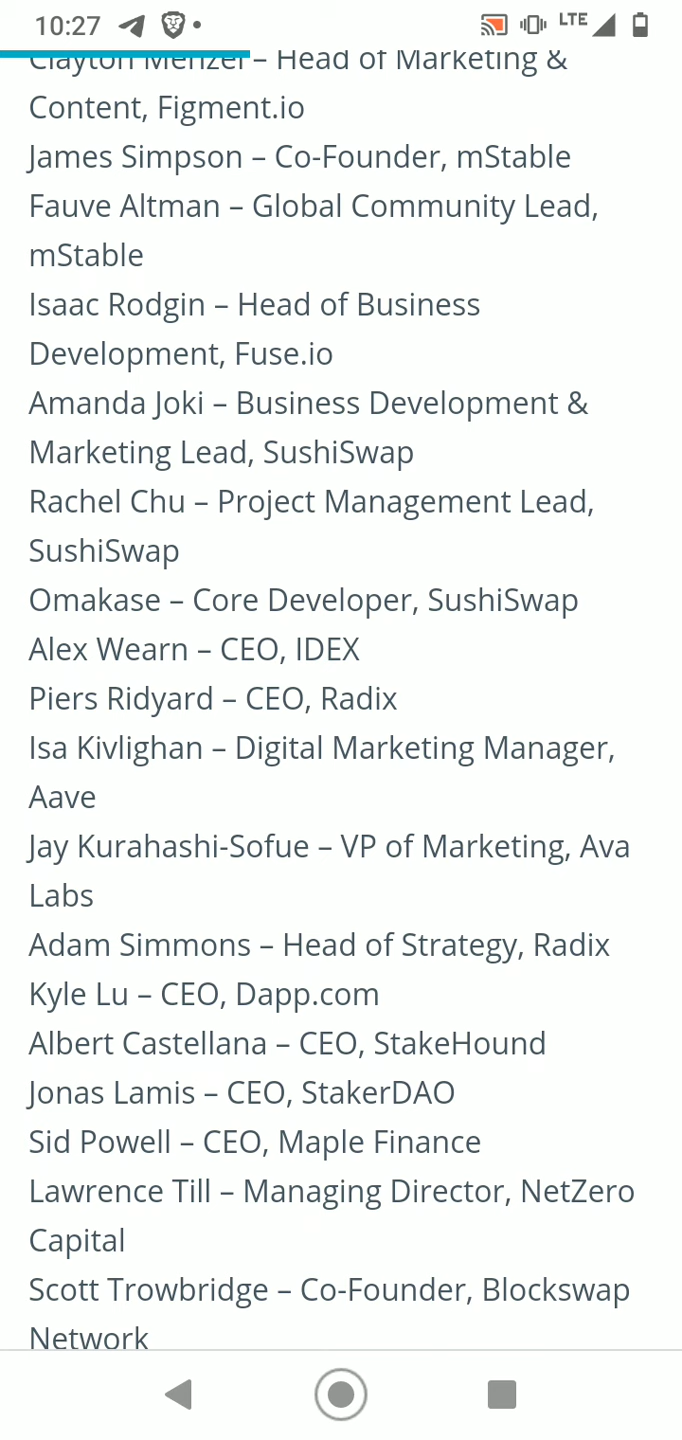 10:27
LTE
Clayton Menzel – Head of Marketing &
Content, Figment.io
James Simpson – Co-Founder, mStable
Fauve Altman – Global Community Lead,
mStable
Isaac Rodgin – Head of Business
Development, Fuse.io
Amanda Joki – Business Development &
Marketing Lead, SushiSwap
Rachel Chu – Project Management Lead,
SushiSwap
Omakase – Core Developer, SushiSwap
Alex Wearn – CEO, IDEX
Piers Ridyard – CEO, Radix
Isa Kivlighan – Digital Marketing Manager,
Aave
Jay Kurahashi-Sofue – VP of Marketing, Ava
Labs
Adam Simmons – Head of Strategy, Radix
Kyle Lu – CEO, Dapp.com
Albert Castellana – CEO, StakeHound
Jonas Lamis – CEO, StakerDAO
Sid Powell – CEO, Maple Finance
Lawrence Till – Managing Director, NetZero
Capital
Scott Trowbridge – Co-Founder, Blockswap
Network